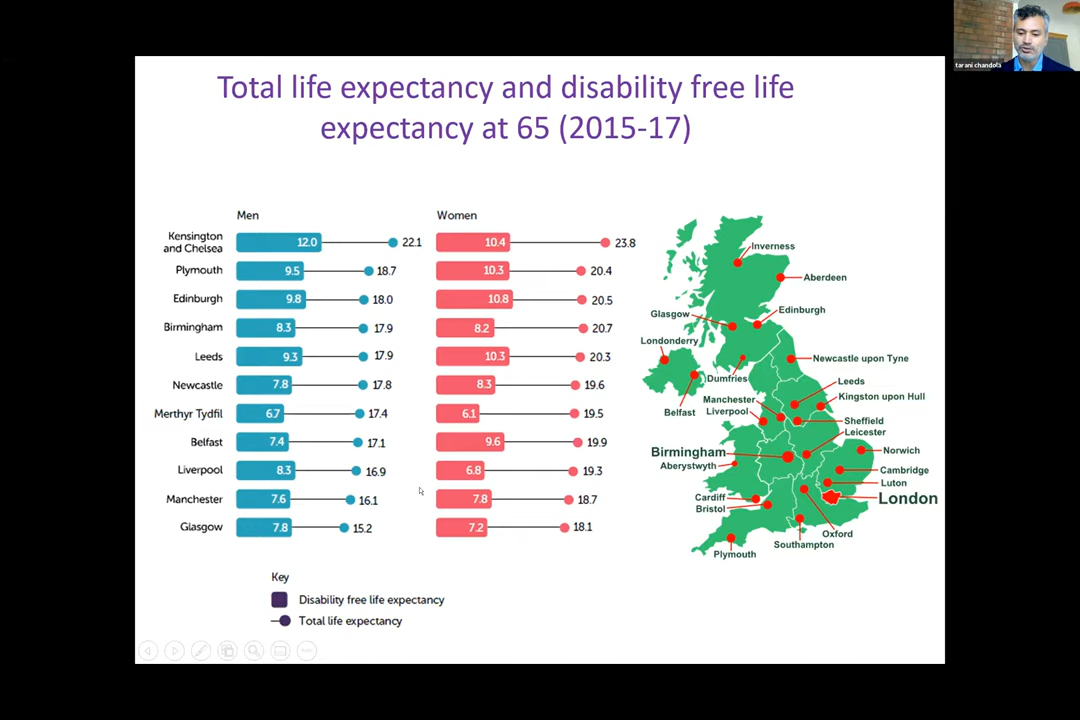 tarani chandola
Total life expectancy and disability free life
expectancy at 65 (2015-17)
Men
Women
Kensington
and Chelsea
12.0
22.1
10.4
23.8
Plymouth
9.5
18.7
10.3
20.4
Edinburgh
9.8
18.0
10.8
20.5
Birmingham
8.3
17.9
8.2
20.7
Leeds
9.3
17.9
10.3
20.3
Newcastle
7.8
17.8
8.3
19.6
Merthyr Tydfil
6.7
17.4
6.1
19.5
Belfast
7.4
17.1
9.6
19.9
Liverpool
8.3
16.9
6.8
19.3
Manchester
7.6
16.1
7.8
18.7
Glasgow
7.8
15.2
7.2
18.1
Key
Disability free life expectancy
Total life expectancy
Inverness
Aberdeen
Glasgow
Edinburgh
Londonderry
Newcastle upon Tyne
Dumfries
Belfast
Leeds
Kingston upon Hull
Manchester
Liverpool
Sheffield
Leicester
Birmingham
Norwich
Aberystwyth
Cambridge
Luton
Cardiff
London
Bristol
Oxford
Southampton
Plymouth